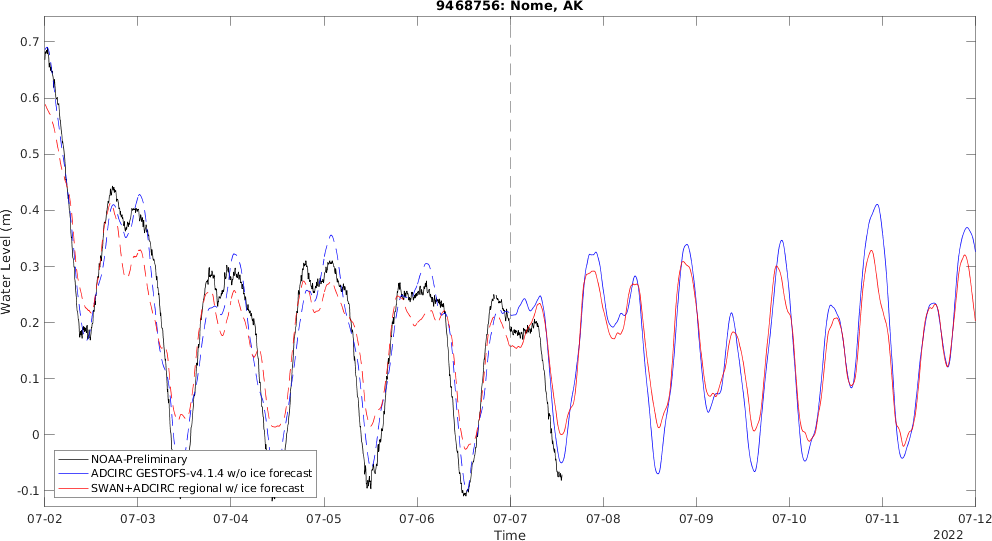 9468756: Nome, AK
Water Level (m)
0.7
0.6
0.5
0.4
0.3
0.2
0.1
0
-0.1
NOAA-Preliminary
ADCIRC GESTOFS-v4.1.4 w/o ice forecast
SWAN+ADCIRC regional w/ ice forecast
07-02 07-03 07-04 07-05 07-06 07-07 07-08 07-09 07-10 07-11 07-12
Time
2022